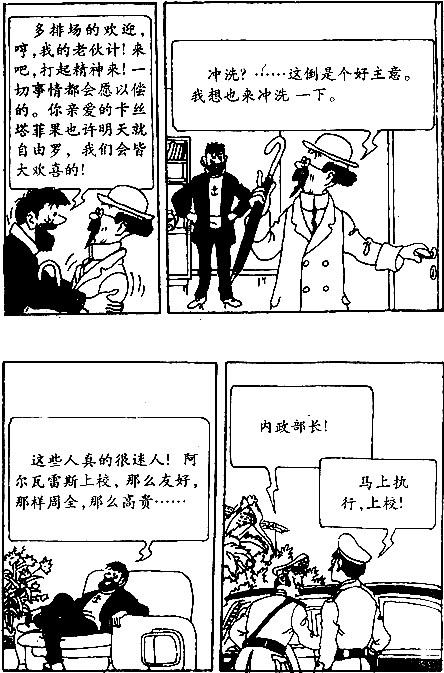 多排场的欢迎，
哼，我的老伙计！来
吧，打起精神来！一
切事情都会愿以偿
的。你亲爱的卡丝
塔菲果也许明天就
自由罗，我们会皆
大欢喜的！
冲洗？……这倒是个好主意。
我想也来冲洗一下。
这些人真的很迷人！阿
尔瓦雷斯上校，那么友好，
那样周全，那么高贵……
内政部长！
马上执
行，上校！